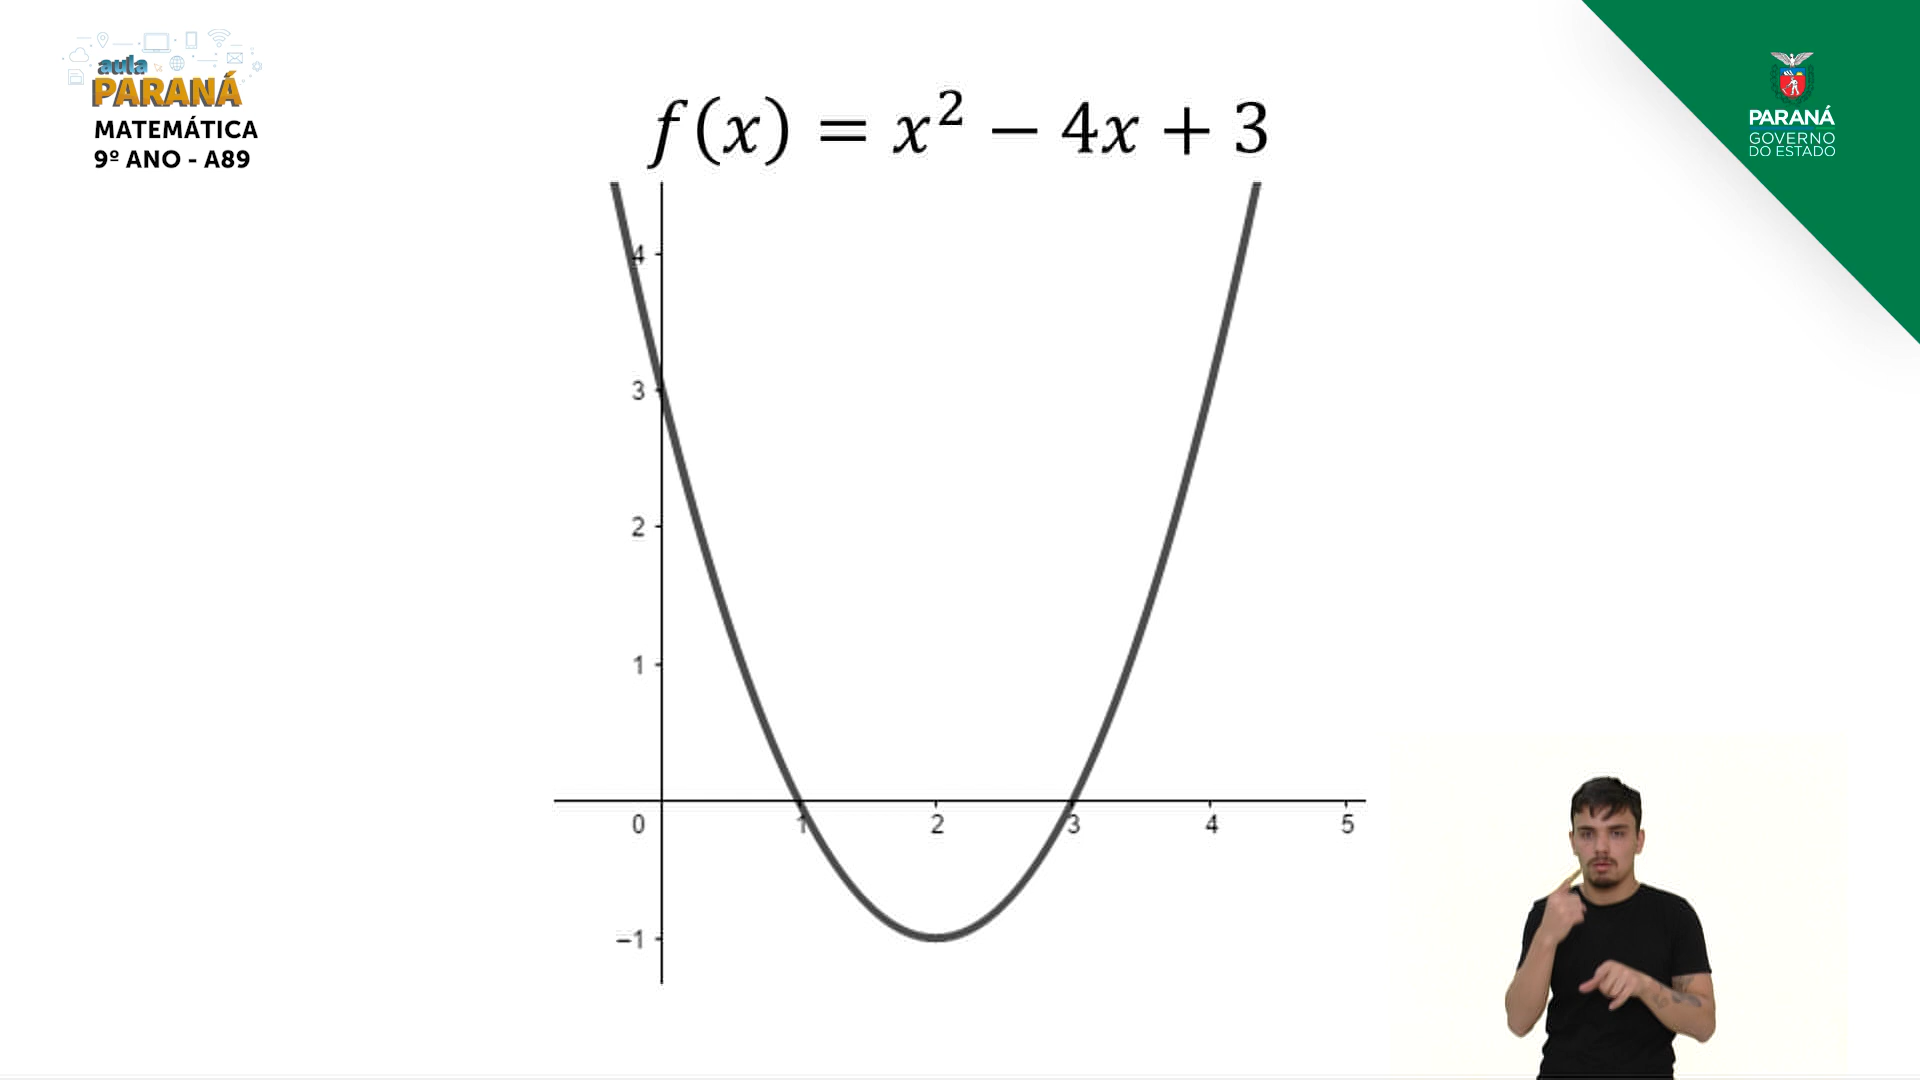 aula
PARANÁ
MATEMÁTICA
9º ANO - A89
f(x) = x² − 4x + 3
PARANÁ
GOVERNO
DO ESTADO
4
3
2
1
0 1 2 3 4 5
−1